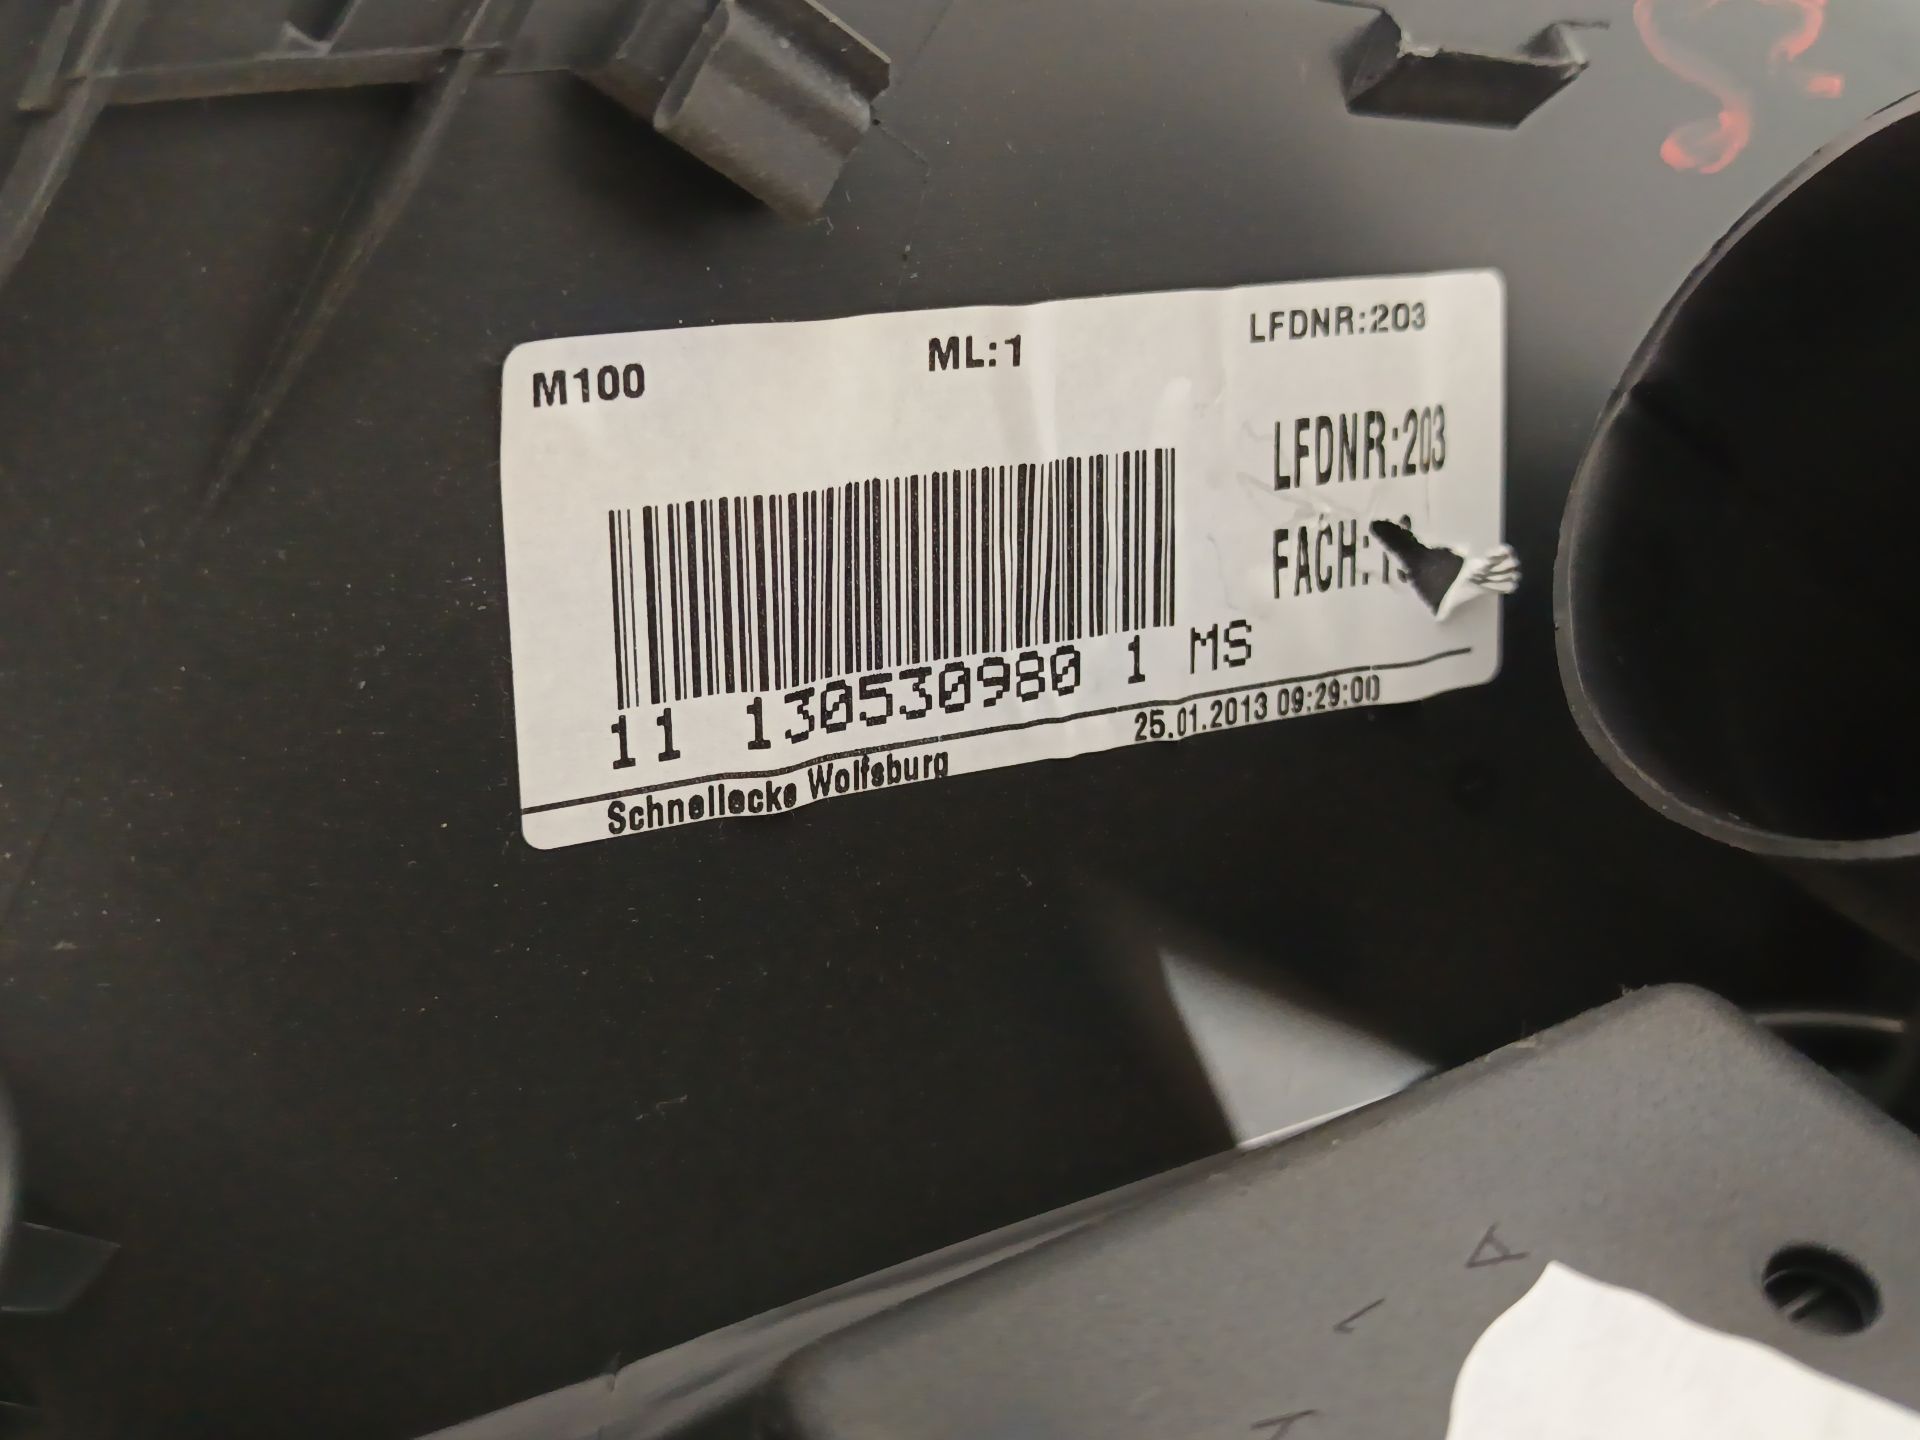 M100 ML:1 LFDNR:203
LFDNR:203
FACH:
11 130530980 1 MS
Schnellecke Wolfsburg 25.01.2013 09:29:00
A